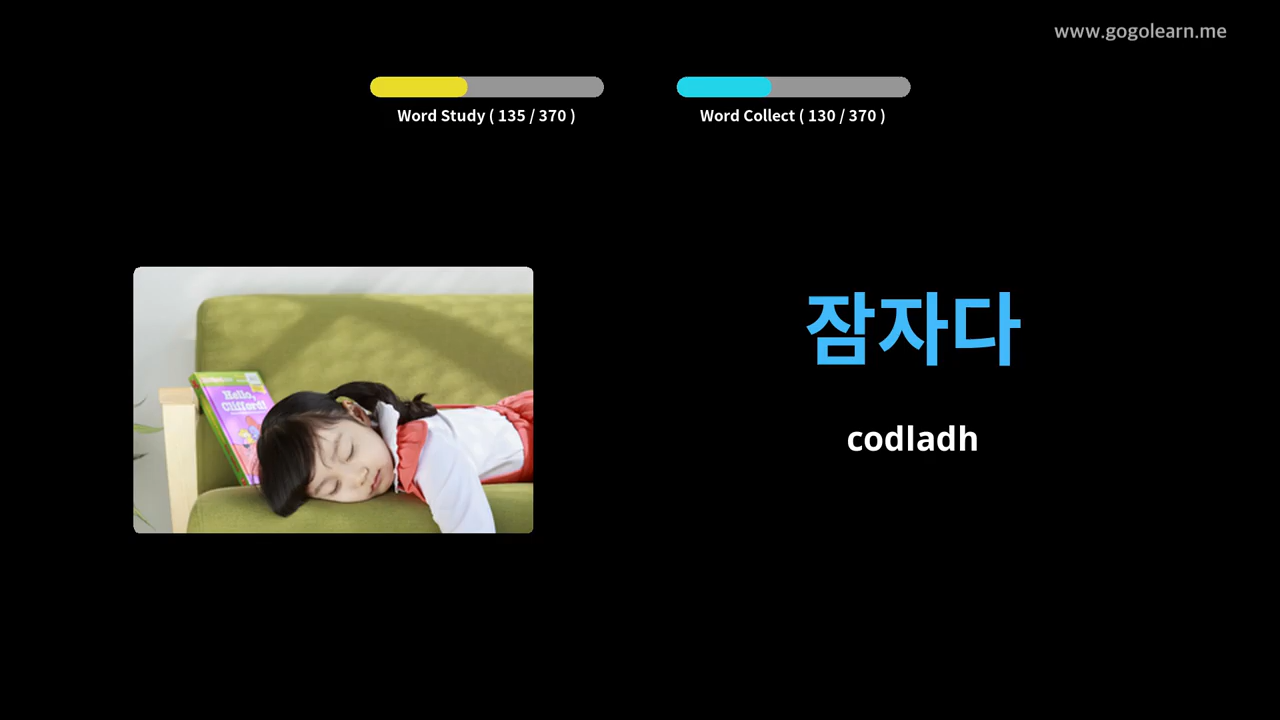 www.gogolearn.me
Word Study ( 135 / 370 )
Word Collect ( 130 / 370 )
잠자다
codladh
Hello,
Clifford!